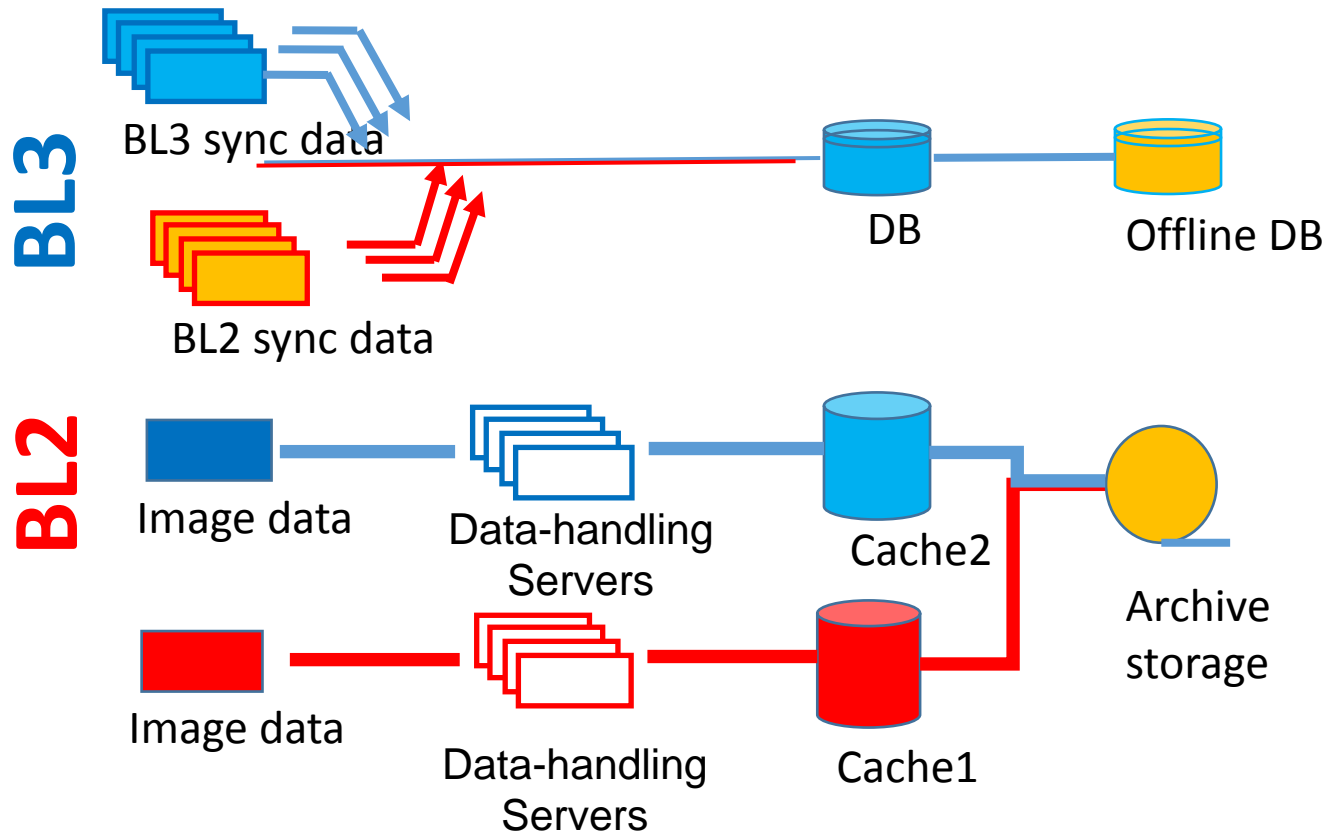 BL3
BL3 sync data
DB
Offline DB
BL2 sync data
BL2
Image data
Data-handling
Servers
Cache2
Archive
storage
Image data
Data-handling
Servers
Cache1